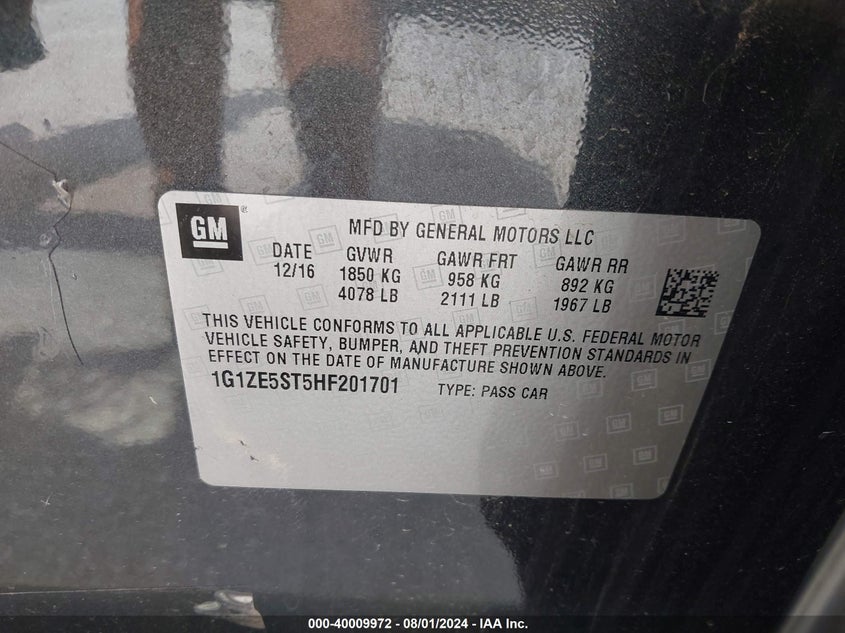 GM
MFD BY GENERAL MOTORS LLC
DATE GVWR GAWR FRT GAWR RR
12/16 1850 KG 958 KG 892 KG
4078 LB 2111 LB 1967 LB
THIS VEHICLE CONFORMS TO ALL APPLICABLE U.S. FEDERAL MOTOR
VEHICLE SAFETY, BUMPER, AND THEFT PREVENTION STANDARDS IN
EFFECT ON THE DATE OF MANUFACTURE SHOWN ABOVE.
1G1ZE5ST5HF201701 TYPE: PASS CAR
000-40009972 - 08/01/2024 - IAA Inc.